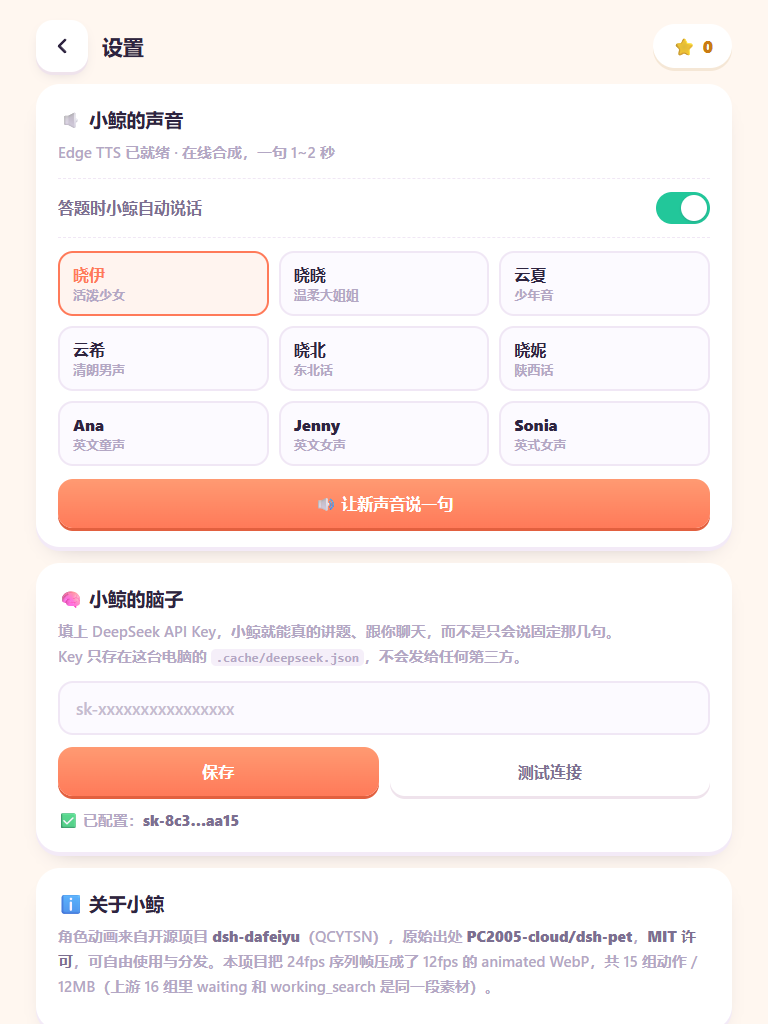 设置
0
小鲸的声音
Edge TTS 已就绪 · 在线合成，一句 1~2 秒
答题时小鲸自动说话
晓伊
活泼少女
晓晓
温柔大姐姐
云夏
少年音
云希
清朗男声
晓北
东北话
晓妮
陕西话
Ana
英文童声
Jenny
英文女声
Sonia
英式女声
让新声音说一句
小鲸的脑子
填上 DeepSeek API Key，小鲸就能真的讲题、跟你聊天，而不是只会说固定那几句。
Key 只存在这台电脑的 .cache/deepseek.json，不会发给任何第三方。
sk-xxxxxxxxxxxxxxxx
保存
测试连接
已配置：sk-8c3…aa15
关于小鲸
角色动画来自开源项目 dsh-dafeiyu（QCYTSN），原始出处 PC2005-cloud/dsh-pet，MIT 许
可，可自由使用与分发。本项目把 24fps 序列帧压成了 12fps 的 animated WebP，共 15 组动作 /
12MB（上游 16 组里 waiting 和 working_search 是同一段素材）。